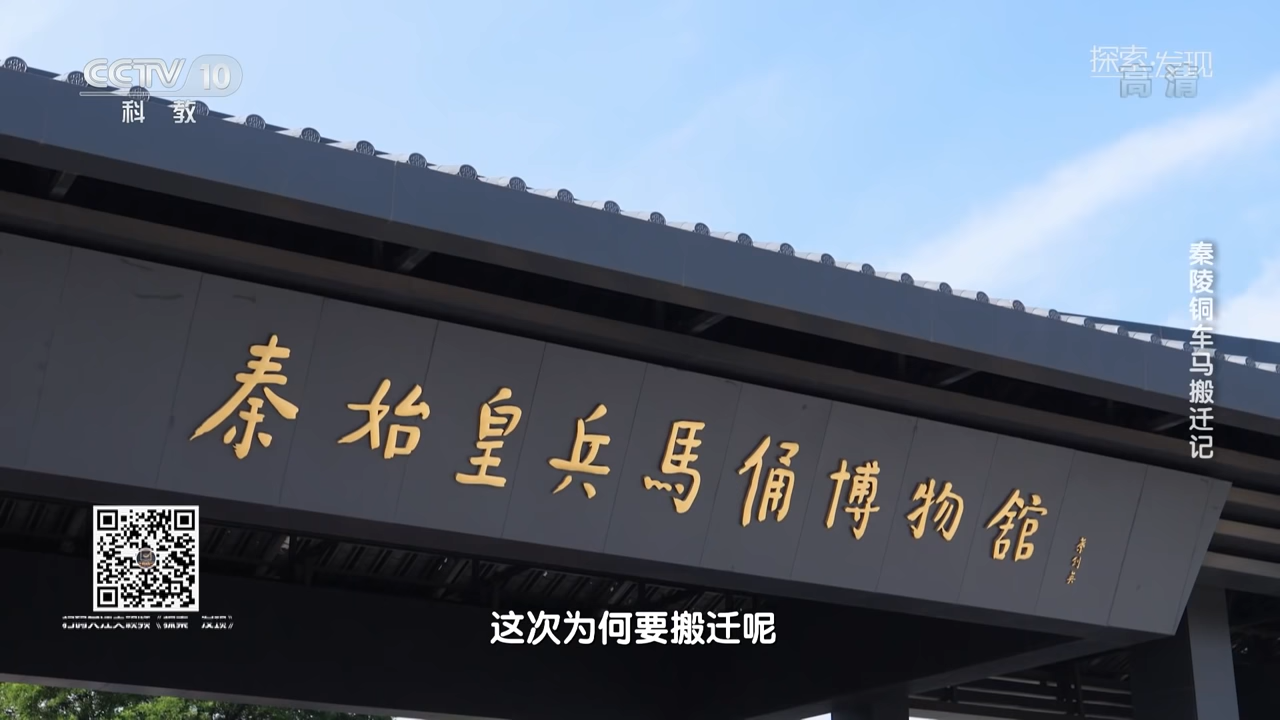 CCTV 10
科教
探索·发现
高清
秦陵铜车马搬迁记
秦始皇兵馬俑博物館
这次为何要搬迁呢